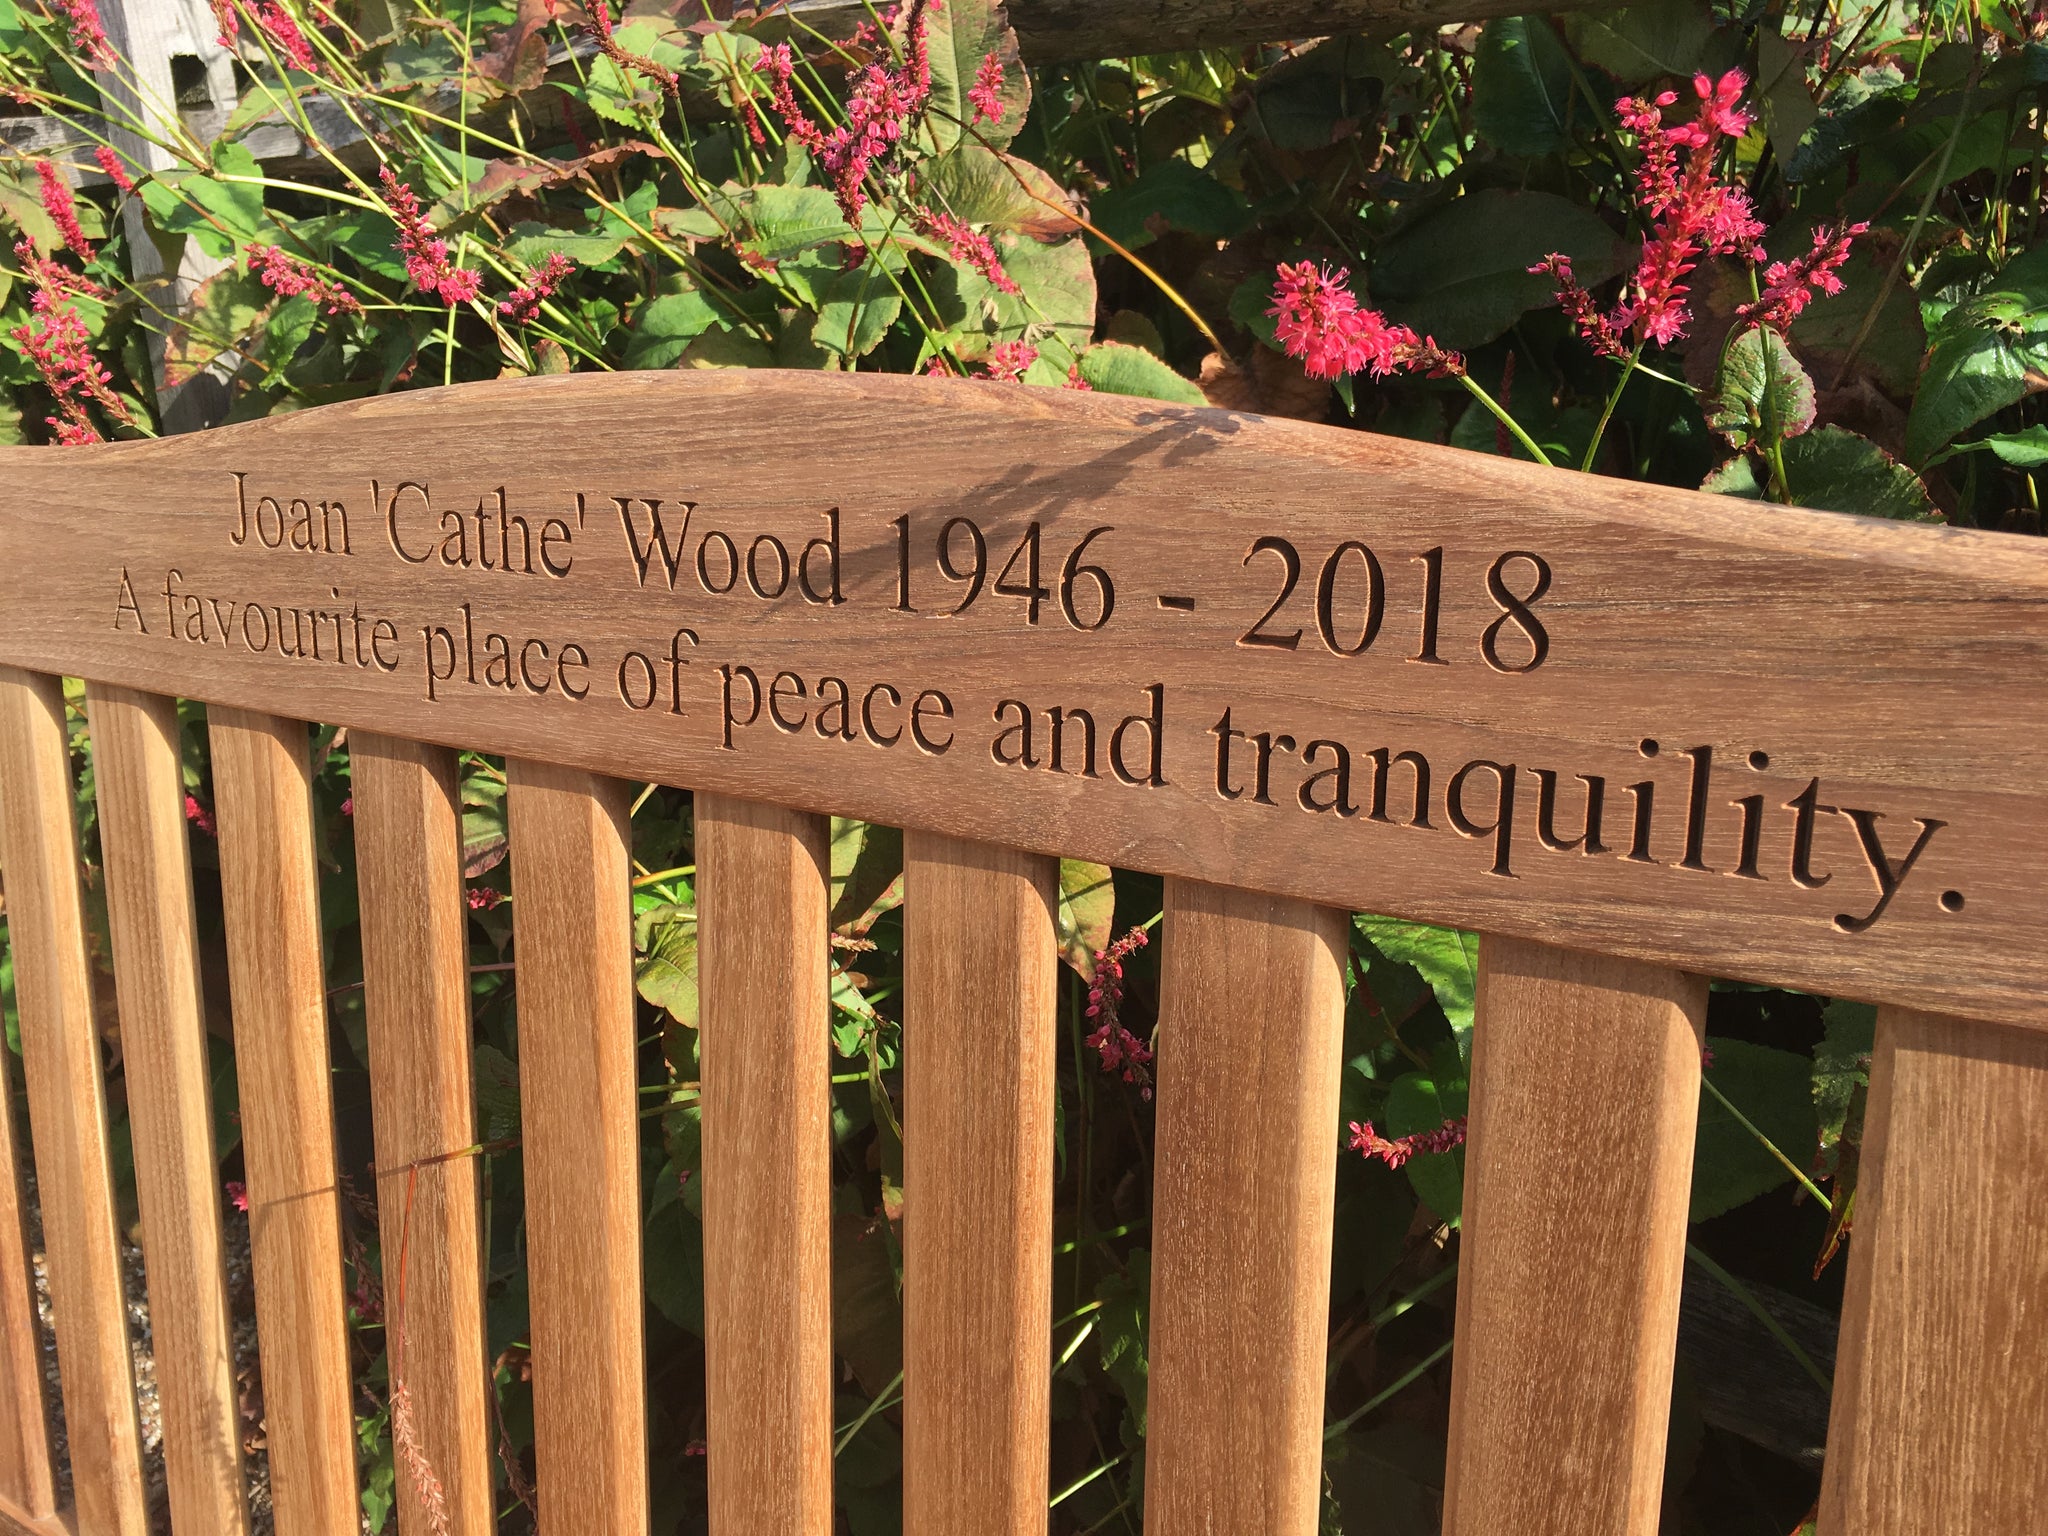 Joan 'Cathe' Wood 1946 - 2018
A favourite place of peace and tranquility.